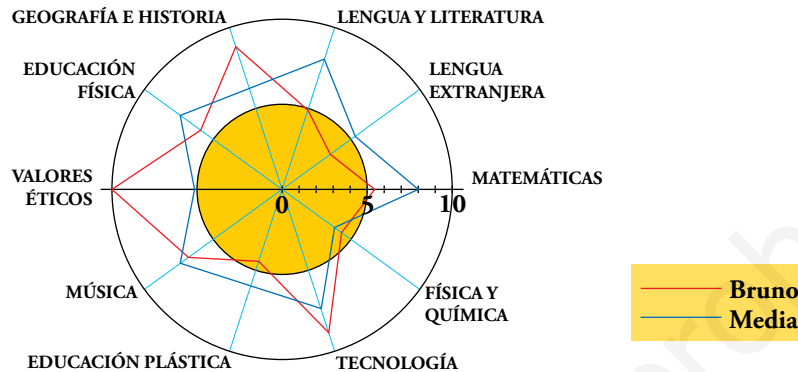 GEOGRAFÍA E HISTORIA
LENGUA Y LITERATURA
EDUCACIÓN
FÍSICA
LENGUA
EXTRANJERA
VALORES
ÉTICOS
MATEMÁTICAS
0 5 10
MÚSICA
FÍSICA Y
QUÍMICA
EDUCACIÓN PLÁSTICA
TECNOLOGÍA
Bruno
Media